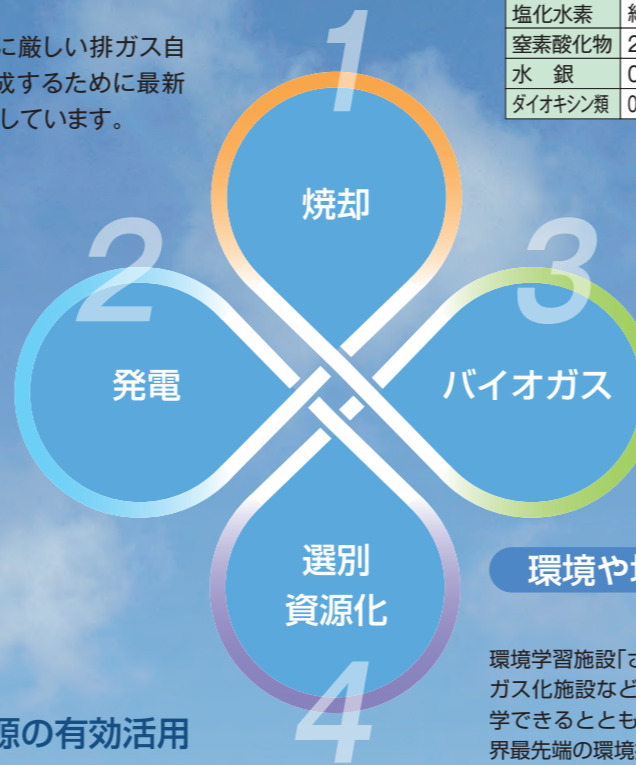 に厳しい排ガス自
成するために最新
しています。
塩化水素
窒素酸化物 2
水 銀 0
ダイオキシン類 0
1
焼却
2
発電
3
バイオガス
選別
資源化
4
環境や
源の有効活用
環境学習施設「さ
ガス化施設など
学できるととも
界最先端の環境